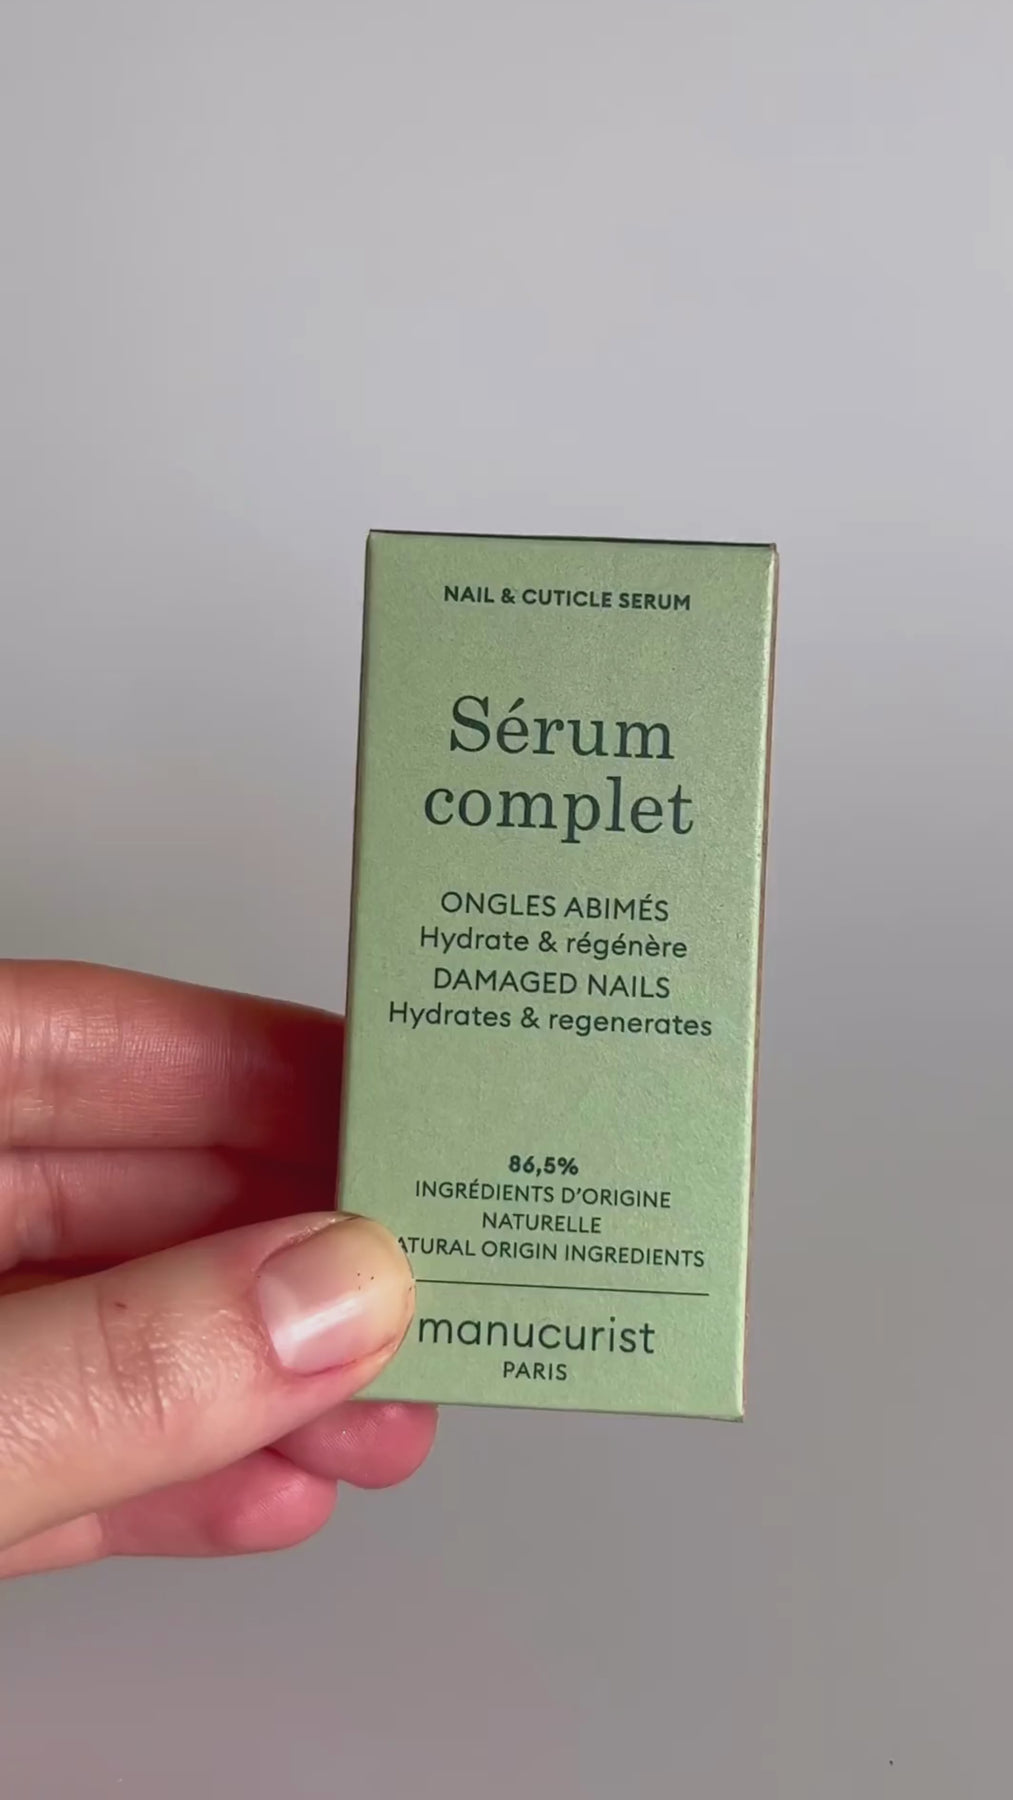 NAIL & CUTICLE SERUM
Sérum
complet
ONGLES ABIMÉS
Hydrate & régénère
DAMAGED NAILS
Hydrates & regenerates
86,5%
INGRÉDIENTS D'ORIGINE
NATURELLE
ORIGIN INGREDIENTS
manucurist
PARIS